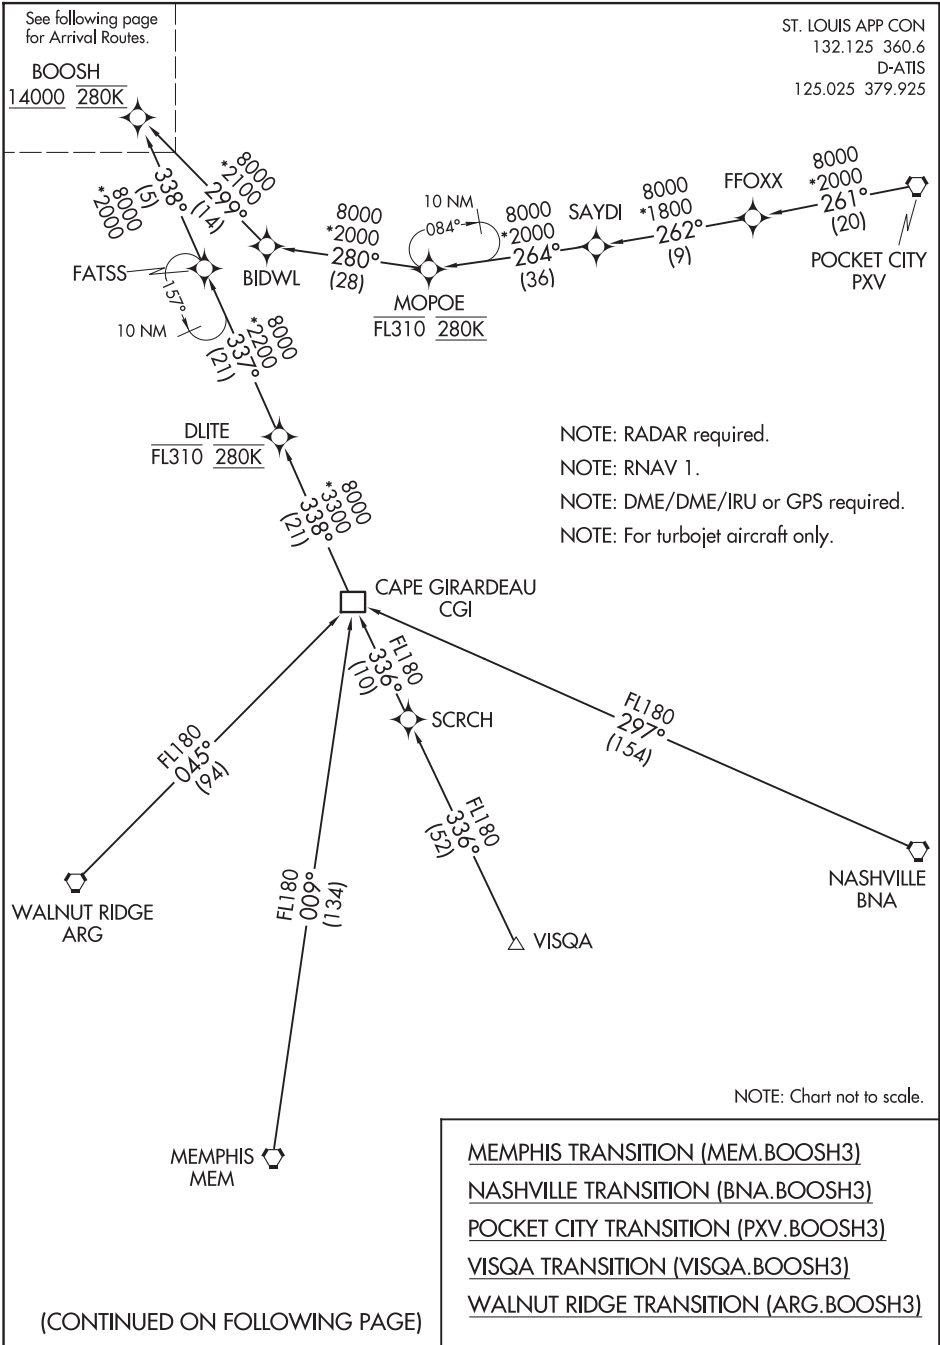 See following page
for Arrival Routes.
BOOSH
14000 280K
ST. LOUIS APP CON
132.125 360.6
D-ATIS
125.025 379.925
8000
*2000
338°
(5)
8000
*2100
299°
(14)
8000
*2000
280°
(28)
10 NM
084°
8000
*2000
264°
(36)
SAYDI
8000
*1800
262°
(9)
FFOXX
8000
*2000
261°
(20)
POCKET CITY
PXV
FATSS
BIDWL
MOPOE
FL310 280K
157°
10 NM
8000
*2200
337°
(21)
DLITE
FL310 280K
8000
*3300
338°
(21)
NOTE: RADAR required.
NOTE: RNAV 1.
NOTE: DME/DME/IRU or GPS required.
NOTE: For turbojet aircraft only.
CAPE GIRARDEAU
CGI
FL180
336°
(10)
SCRCH
FL180
297°
(154)
FL180
045°
(94)
FL180
336°
(52)
FL180
009°
(134)
WALNUT RIDGE
ARG
VISQA
NASHVILLE
BNA
MEMPHIS
MEM
NOTE: Chart not to scale.
MEMPHIS TRANSITION (MEM.BOOSH3)
NASHVILLE TRANSITION (BNA.BOOSH3)
POCKET CITY TRANSITION (PXV.BOOSH3)
VISQA TRANSITION (VISQA.BOOSH3)
WALNUT RIDGE TRANSITION (ARG.BOOSH3)
(CONTINUED ON FOLLOWING PAGE)